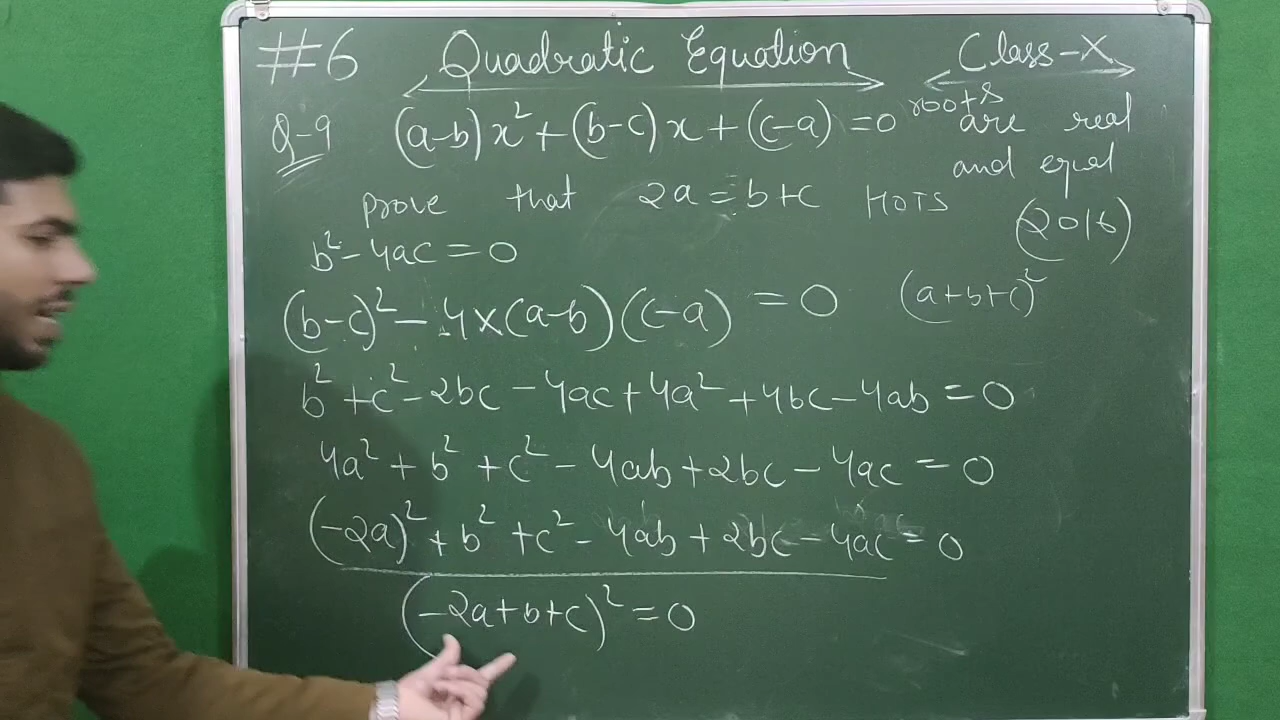 #6 Quadratic Equation Class-X
Q-9 (a-b)x² + (b-c)x + (c-a) = 0 roots are real
and equal
prove that 2a = b+c HOTS (2016)
b² - 4ac = 0
(b-c)² - 4×(a-b)(c-a) = 0 (a+b+c)²
b² + c² - 2bc - 4ac + 4a² + 4bc - 4ab = 0
4a² + b² + c² - 4ab + 2bc - 4ac = 0
(-2a)² + b² + c² - 4ab + 2bc - 4ac = 0
(-2a+b+c)² = 0